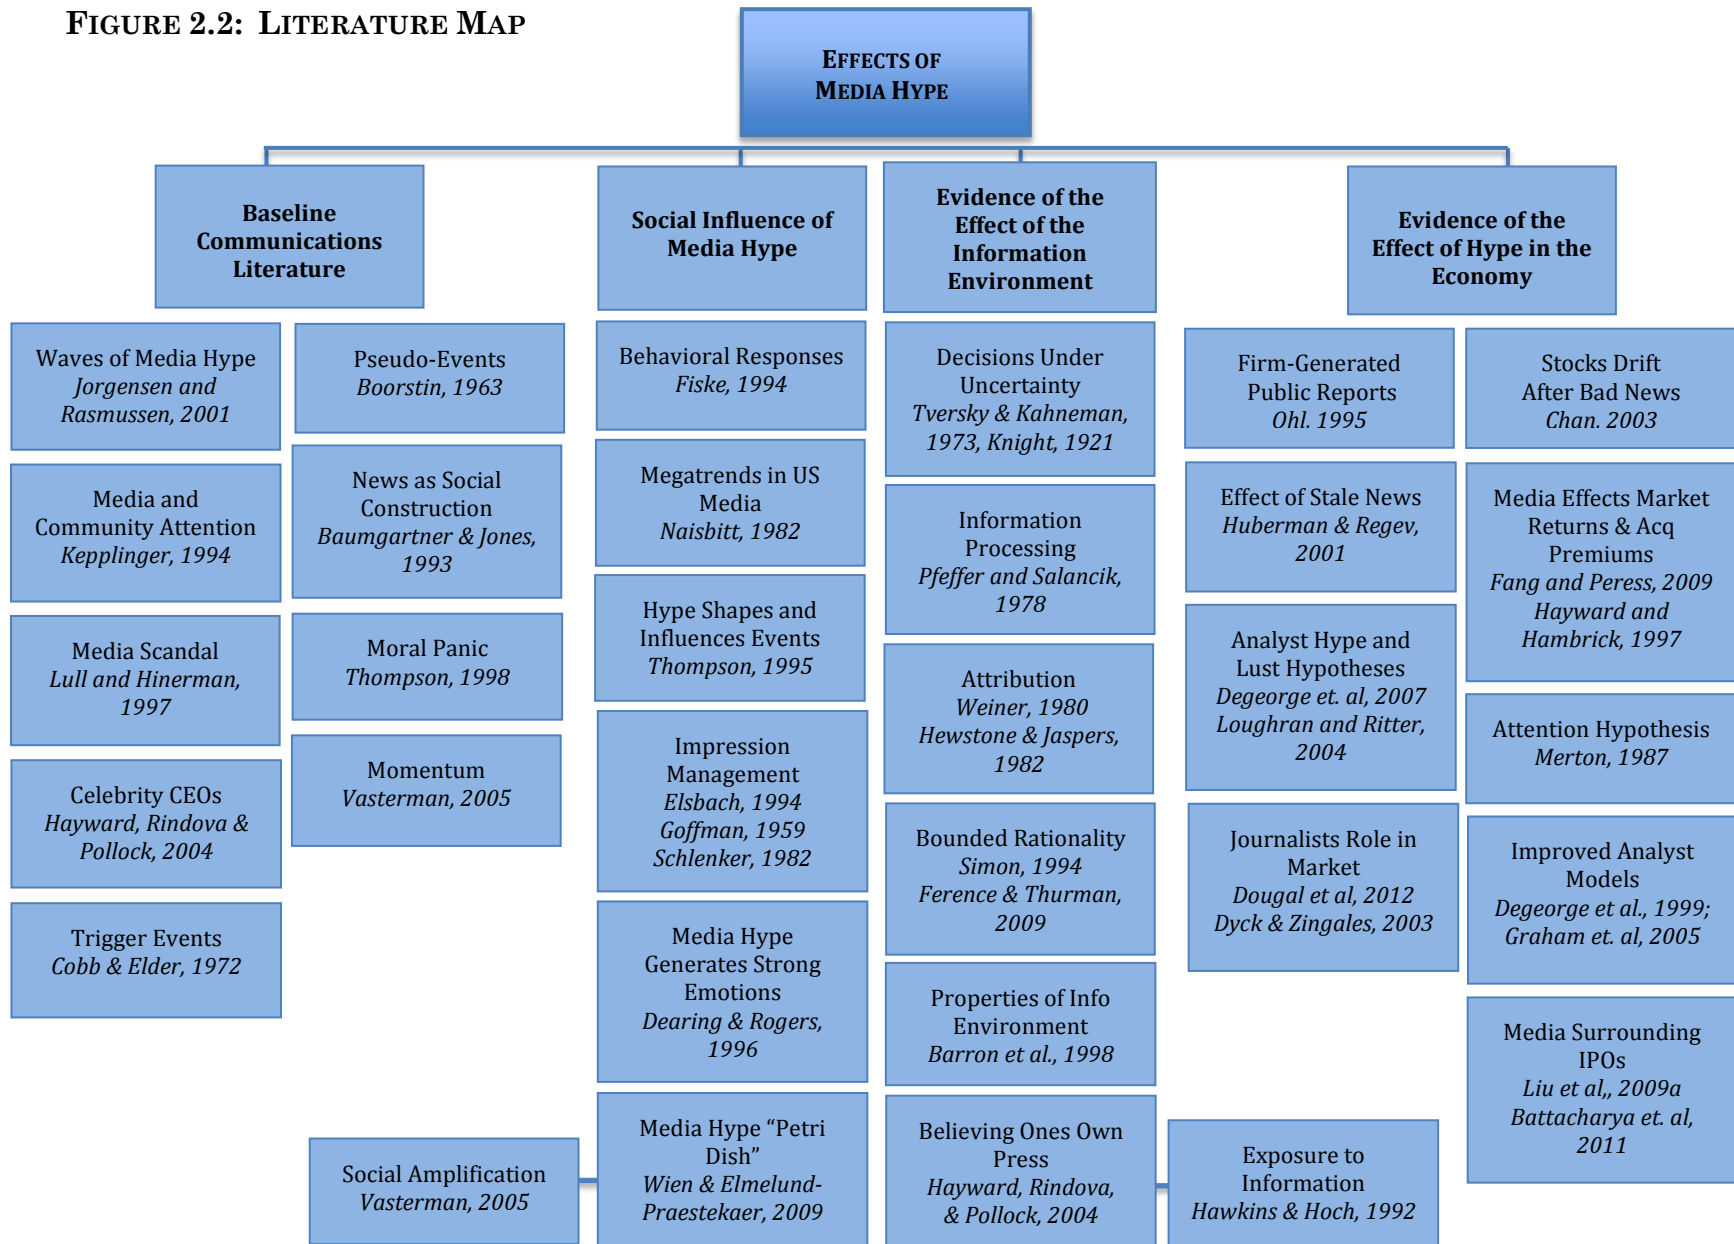 FIGURE 2.2: LITERATURE MAP
EFFECTS OF
MEDIA HYPE
Baseline
Communications
Literature
Waves of Media Hype
Jorgensen and
Rasmussen, 2001
Media and
Community Attention
Kepplinger, 1994
Media Scandal
Lull and Hinerman,
1997
Celebrity CEOs
Hayward, Rindova &
Pollock, 2004
Trigger Events
Cobb & Elder, 1972
Pseudo-Events
Boorstin, 1963
News as Social
Construction
Baumgartner & Jones,
1993
Moral Panic
Thompson, 1998
Momentum
Vasterman, 2005
Social Influence of
Media Hype
Behavioral Responses
Fiske, 1994
Megatrends in US
Media
Naisbitt, 1982
Hype Shapes and
Influences Events
Thompson, 1995
Impression
Management
Elsbach, 1994
Goffman, 1959
Schlenker, 1982
Media Hype
Generates Strong
Emotions
Dearing & Rogers,
1996
Media Hype “Petri
Dish”
Wien & Elmelund-
Praestekaer, 2009
Social Amplification
Vasterman, 2005
Evidence of the
Effect of the
Information
Environment
Decisions Under
Uncertainty
Tversky & Kahneman,
1973, Knight, 1921
Information
Processing
Pfeffer and Salancik,
1978
Attribution
Weiner, 1980
Hewstone & Jaspers,
1982
Bounded Rationality
Simon, 1994
Ference & Thurman,
2009
Properties of Info
Environment
Barron et al., 1998
Believing Ones Own
Press
Hayward, Rindova,
& Pollock, 2004
Exposure to
Information
Hawkins & Hoch, 1992
Evidence of the
Effect of Hype in the
Economy
Firm-Generated
Public Reports
Ohl. 1995
Effect of Stale News
Huberman & Regev,
2001
Analyst Hype and
Lust Hypotheses
Degeorge et. al, 2007
Loughran and Ritter,
2004
Journalists Role in
Market
Dougal et al, 2012
Dyck & Zingales, 2003
Stocks Drift
After Bad News
Chan. 2003
Media Effects Market
Returns & Acq
Premiums
Fang and Peress, 2009
Hayward and
Hambrick, 1997
Attention Hypothesis
Merton, 1987
Improved Analyst
Models
Degeorge et al., 1999;
Graham et. al, 2005
Media Surrounding
IPOs
Liu et al,, 2009a
Battacharya et. al,
2011